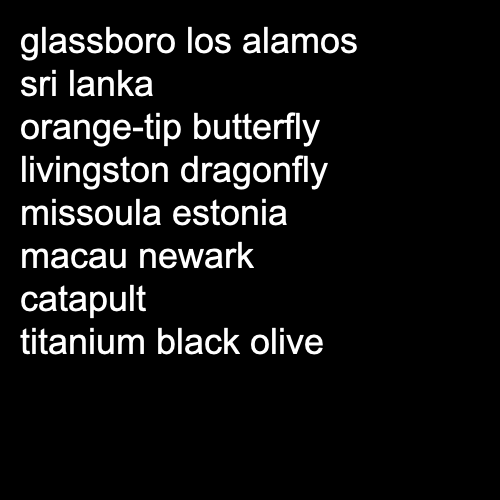 glassboro los alamos
sri lanka
orange-tip butterfly
livingston dragonfly
missoula estonia
macau newark
catapult
titanium black olive